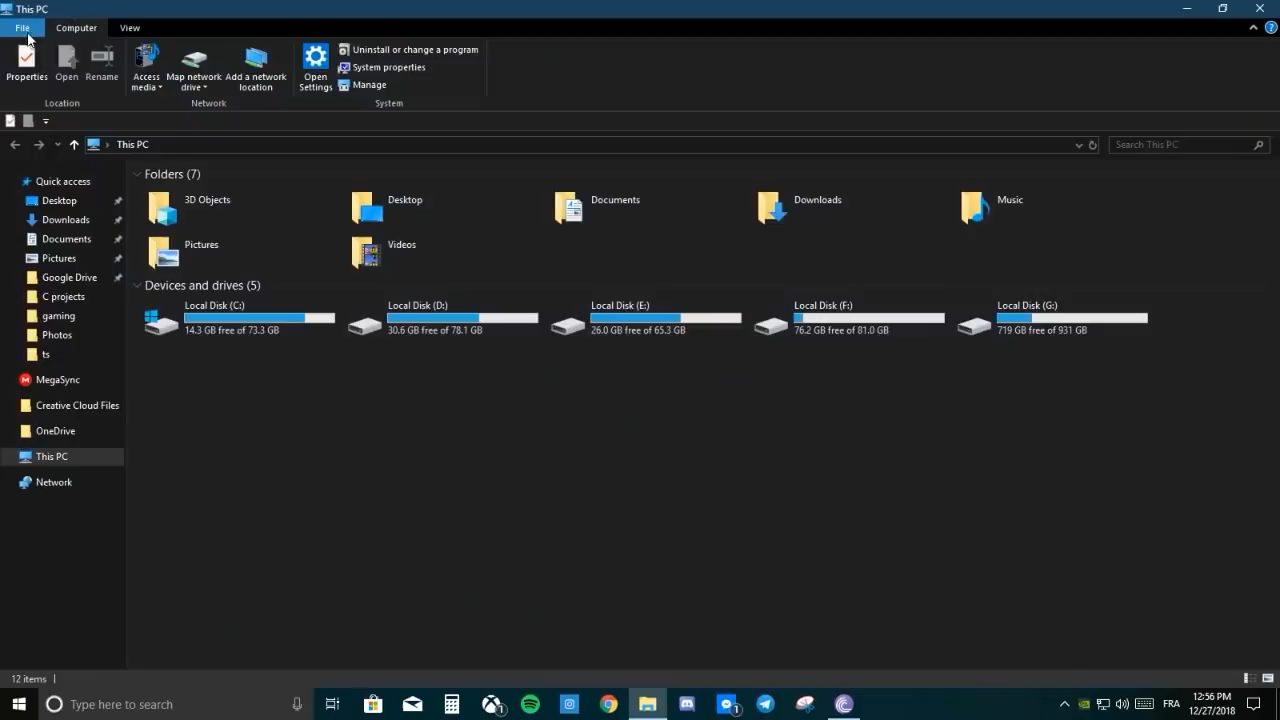 This PC
File Computer View
Properties Open Rename Access media Map network drive Add a network location Open Settings Uninstall or change a program
System properties
Manage
Location Network System
This PC
Search This PC
Quick access
Desktop
Downloads
Documents
Pictures
Google Drive
C projects
gaming
Photos
ts
MegaSync
Creative Cloud Files
OneDrive
This PC
Network
Folders (7)
3D Objects Desktop Documents Downloads Music
Pictures Videos
Devices and drives (5)
Local Disk (C:) Local Disk (D:) Local Disk (E:) Local Disk (F:) Local Disk (G:)
14.3 GB free of 73.3 GB 30.6 GB free of 78.1 GB 26.0 GB free of 65.3 GB 76.2 GB free of 81.0 GB 719 GB free of 931 GB
12 items
Type here to search
1
1
FRA
12:56 PM
12/27/2018